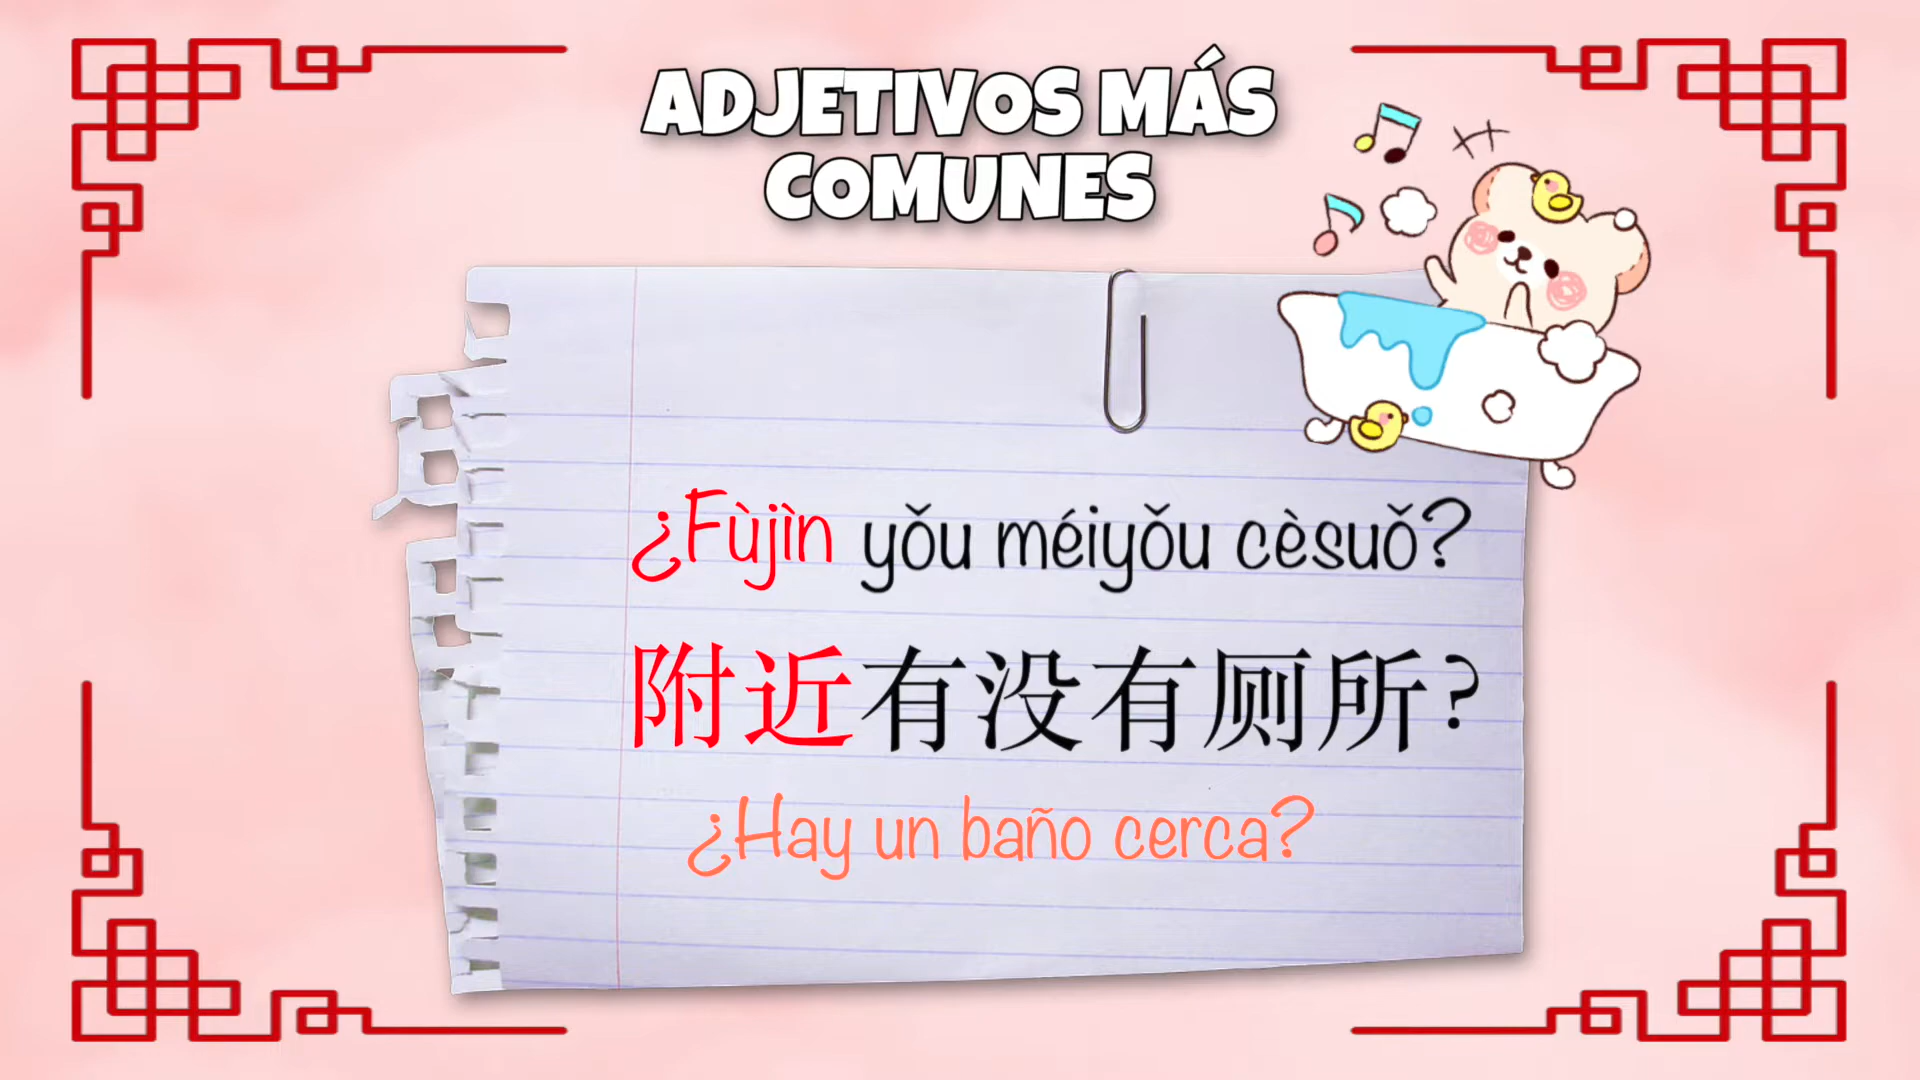 ADJETIVOS MÁS
COMUNES
¿Fùjìn yǒu méiyǒu cèsuǒ?
附近有没有厕所?
¿Hay un baño cerca?